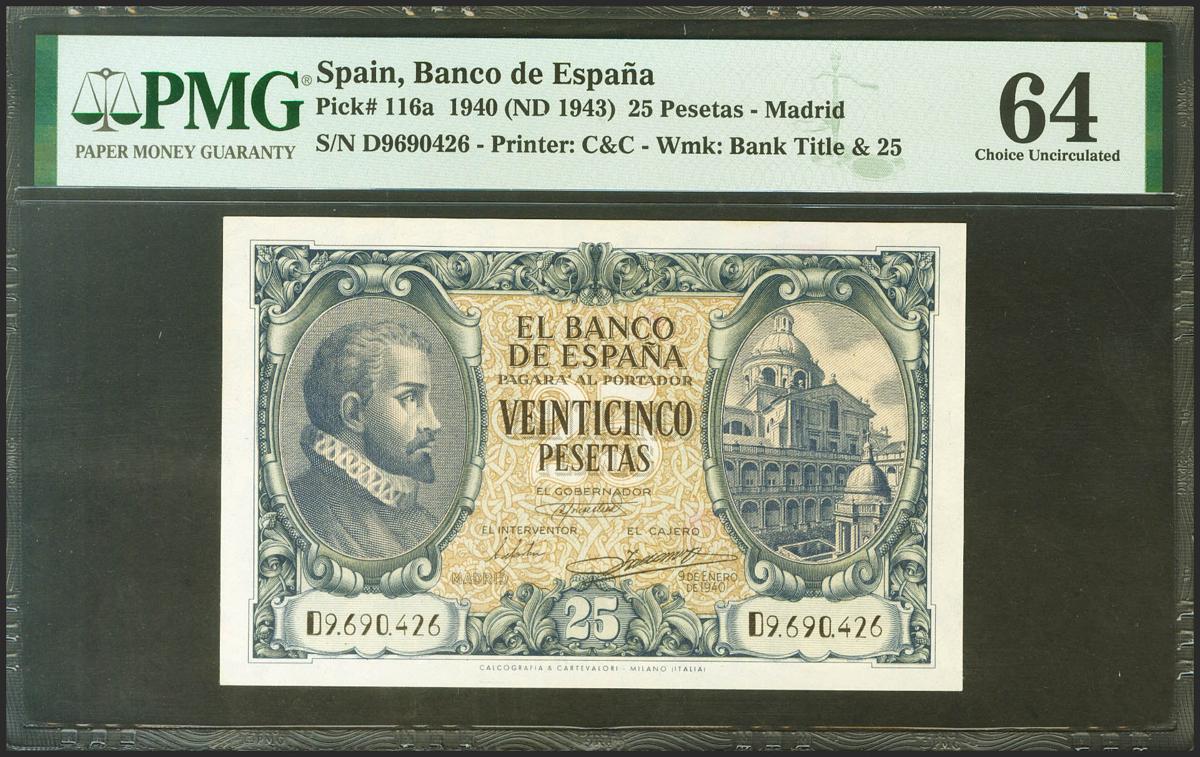 PMG®
PAPER MONEY GUARANTY
Spain, Banco de España
Pick# 116a 1940 (ND 1943) 25 Pesetas - Madrid
S/N D9690426 - Printer: C&C - Wmk: Bank Title & 25
64
Choice Uncirculated
EL BANCO
DE ESPAÑA
PAGARA' AL PORTADOR
25
VEINTICINCO
PESETAS
EL GOBERNADOR
EL INTERVENTOR EL CAJERO
MADRID 9 DE ENERO
DE 1940
D9.690.426 25 D9.690.426
CALCOGRAFIA & CARTEVALORI - MILANO (ITALIA)